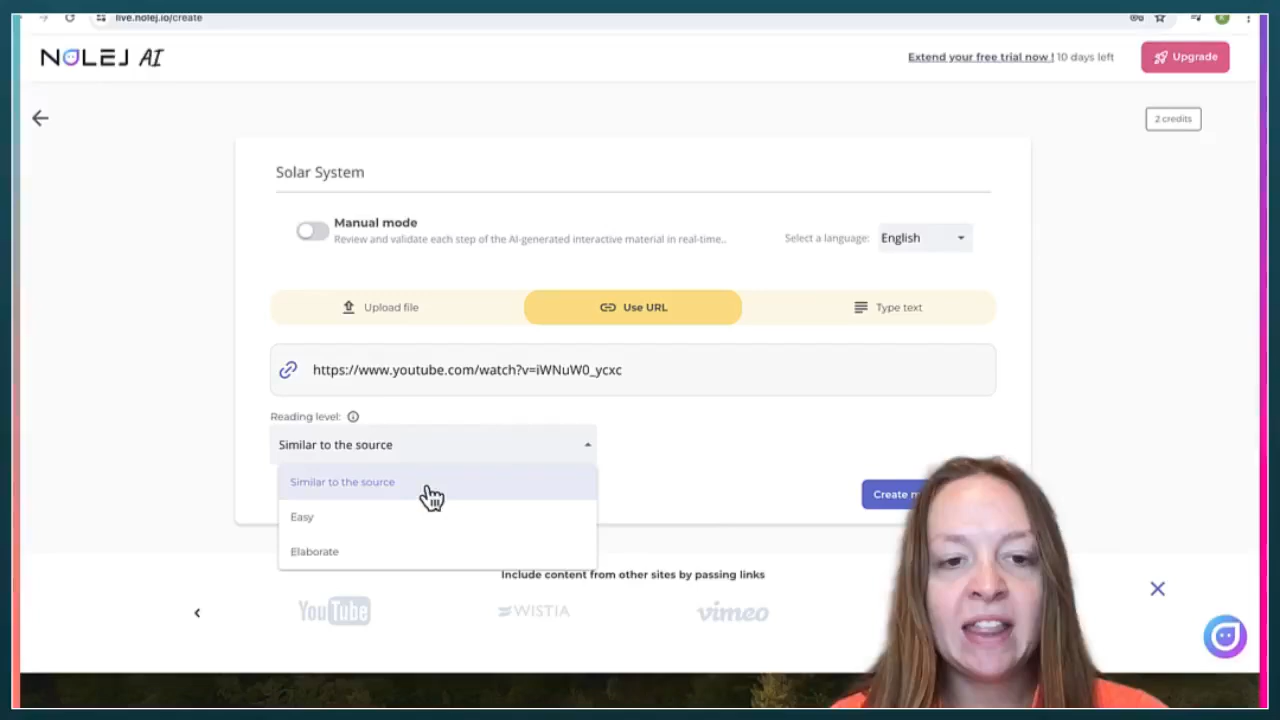 live.nolej.io/create
NOLEJ AI
Extend your free trial now ! 10 days left
Upgrade
2 credits
Solar System
Manual mode
Review and validate each step of the AI-generated interactive material in real-time..
Select a language: English
Upload file
Use URL
Type text
https://www.youtube.com/watch?v=iWNuW0_ycxc
Reading level:
Similar to the source
Similar to the source
Create m
Easy
Elaborate
Include content from other sites by passing links
YouTube
WISTIA
vimeo